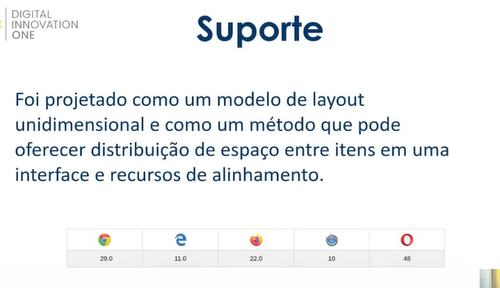 DIGITAL
INNOVATION
ONE
Suporte
Foi projetado como um modelo de layout
unidimensional e como um método que pode
oferecer distribuição de espaço entre itens em uma
interface e recursos de alinhamento.
29.0 11.0 22.0 10 48